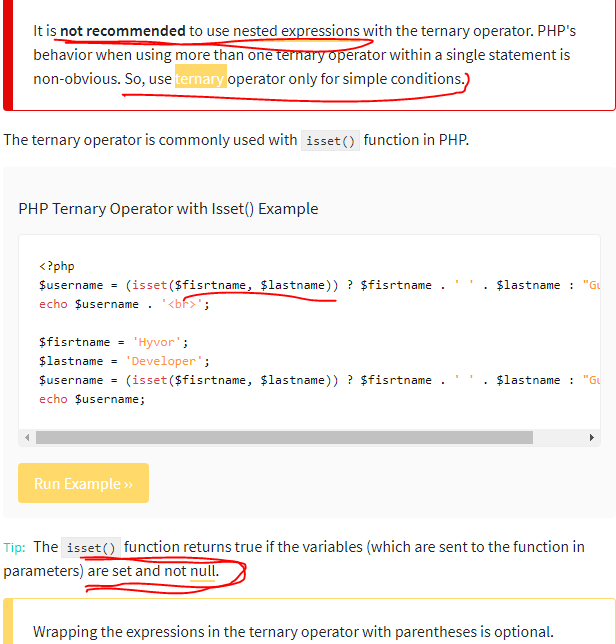 It is not recommended to use nested expressions with the ternary operator. PHP's
behavior when using more than one ternary operator within a single statement is
non-obvious. So, use ternary operator only for simple conditions.
The ternary operator is commonly used with isset() function in PHP.
PHP Ternary Operator with Isset() Example
<?php
$username = (isset($fisrtname, $lastname)) ? $fisrtname . ' ' . $lastname : "Gu
echo $username . '<br>';
$fisrtname = 'Hyvor';
$lastname = 'Developer';
$username = (isset($fisrtname, $lastname)) ? $fisrtname . ' ' . $lastname : "Gu
echo $username;
Run Example »
Tip: The isset() function returns true if the variables (which are sent to the function in
parameters) are set and not null.
Wrapping the expressions in the ternary operator with parentheses is optional.